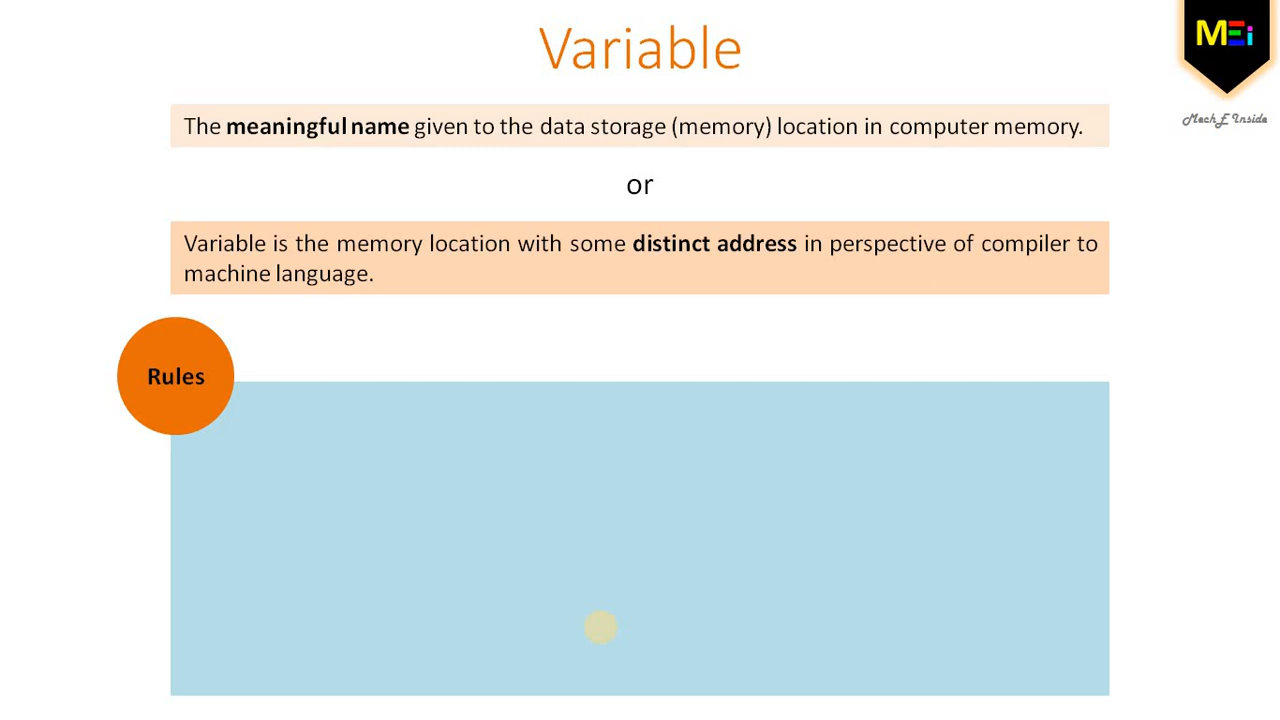 Variable
MEi
MechE Inside
The meaningful name given to the data storage (memory) location in computer memory.
or
Variable is the memory location with some distinct address in perspective of compiler to
machine language.
Rules